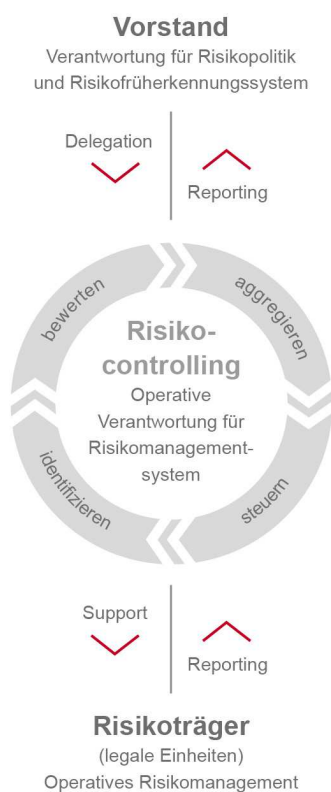 Vorstand
Verantwortung für Risikopolitik
und Risikofrüherkennungssystem
Delegation
Reporting
bewerten
aggregieren
Risiko-
controlling
Operative
Verantwortung für
Risikomanagement-
system
identifizieren
steuern
Support
Reporting
Risikoträger
(legale Einheiten)
Operatives Risikomanagement